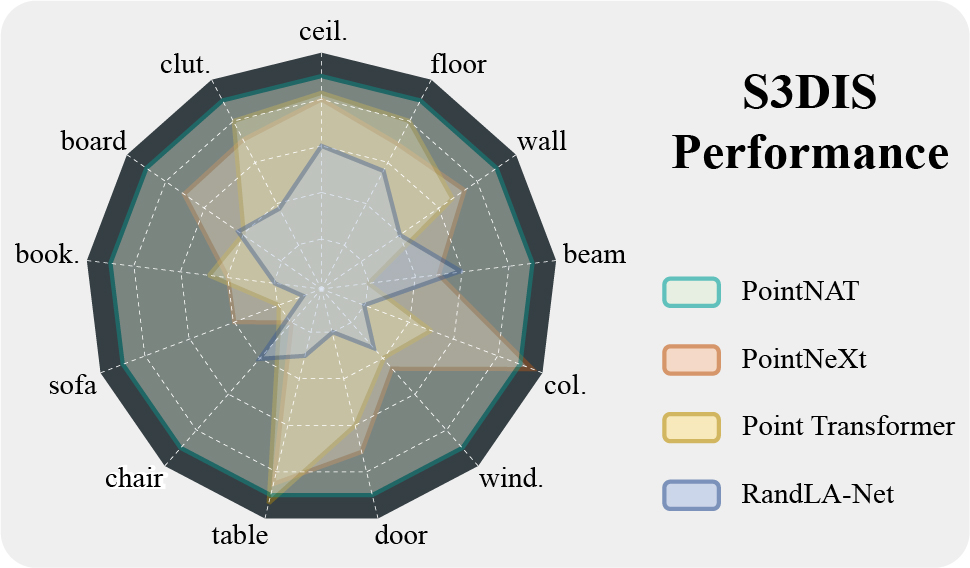 ceil.
clut.
floor
board
wall
book.
beam
sofa
col.
chair
wind.
table
door
S3DIS
Performance
PointNAT
PointNeXt
Point Transformer
RandLA-Net